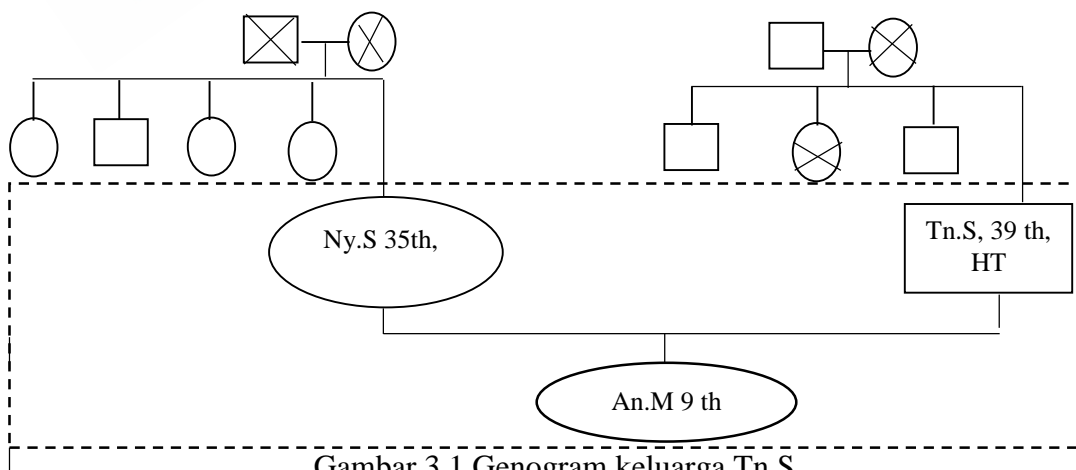 Ny.S 35th,
Tn.S, 39 th,
HT
An.M 9 th
Gambar 3.1 Genogram keluarga Tn.S